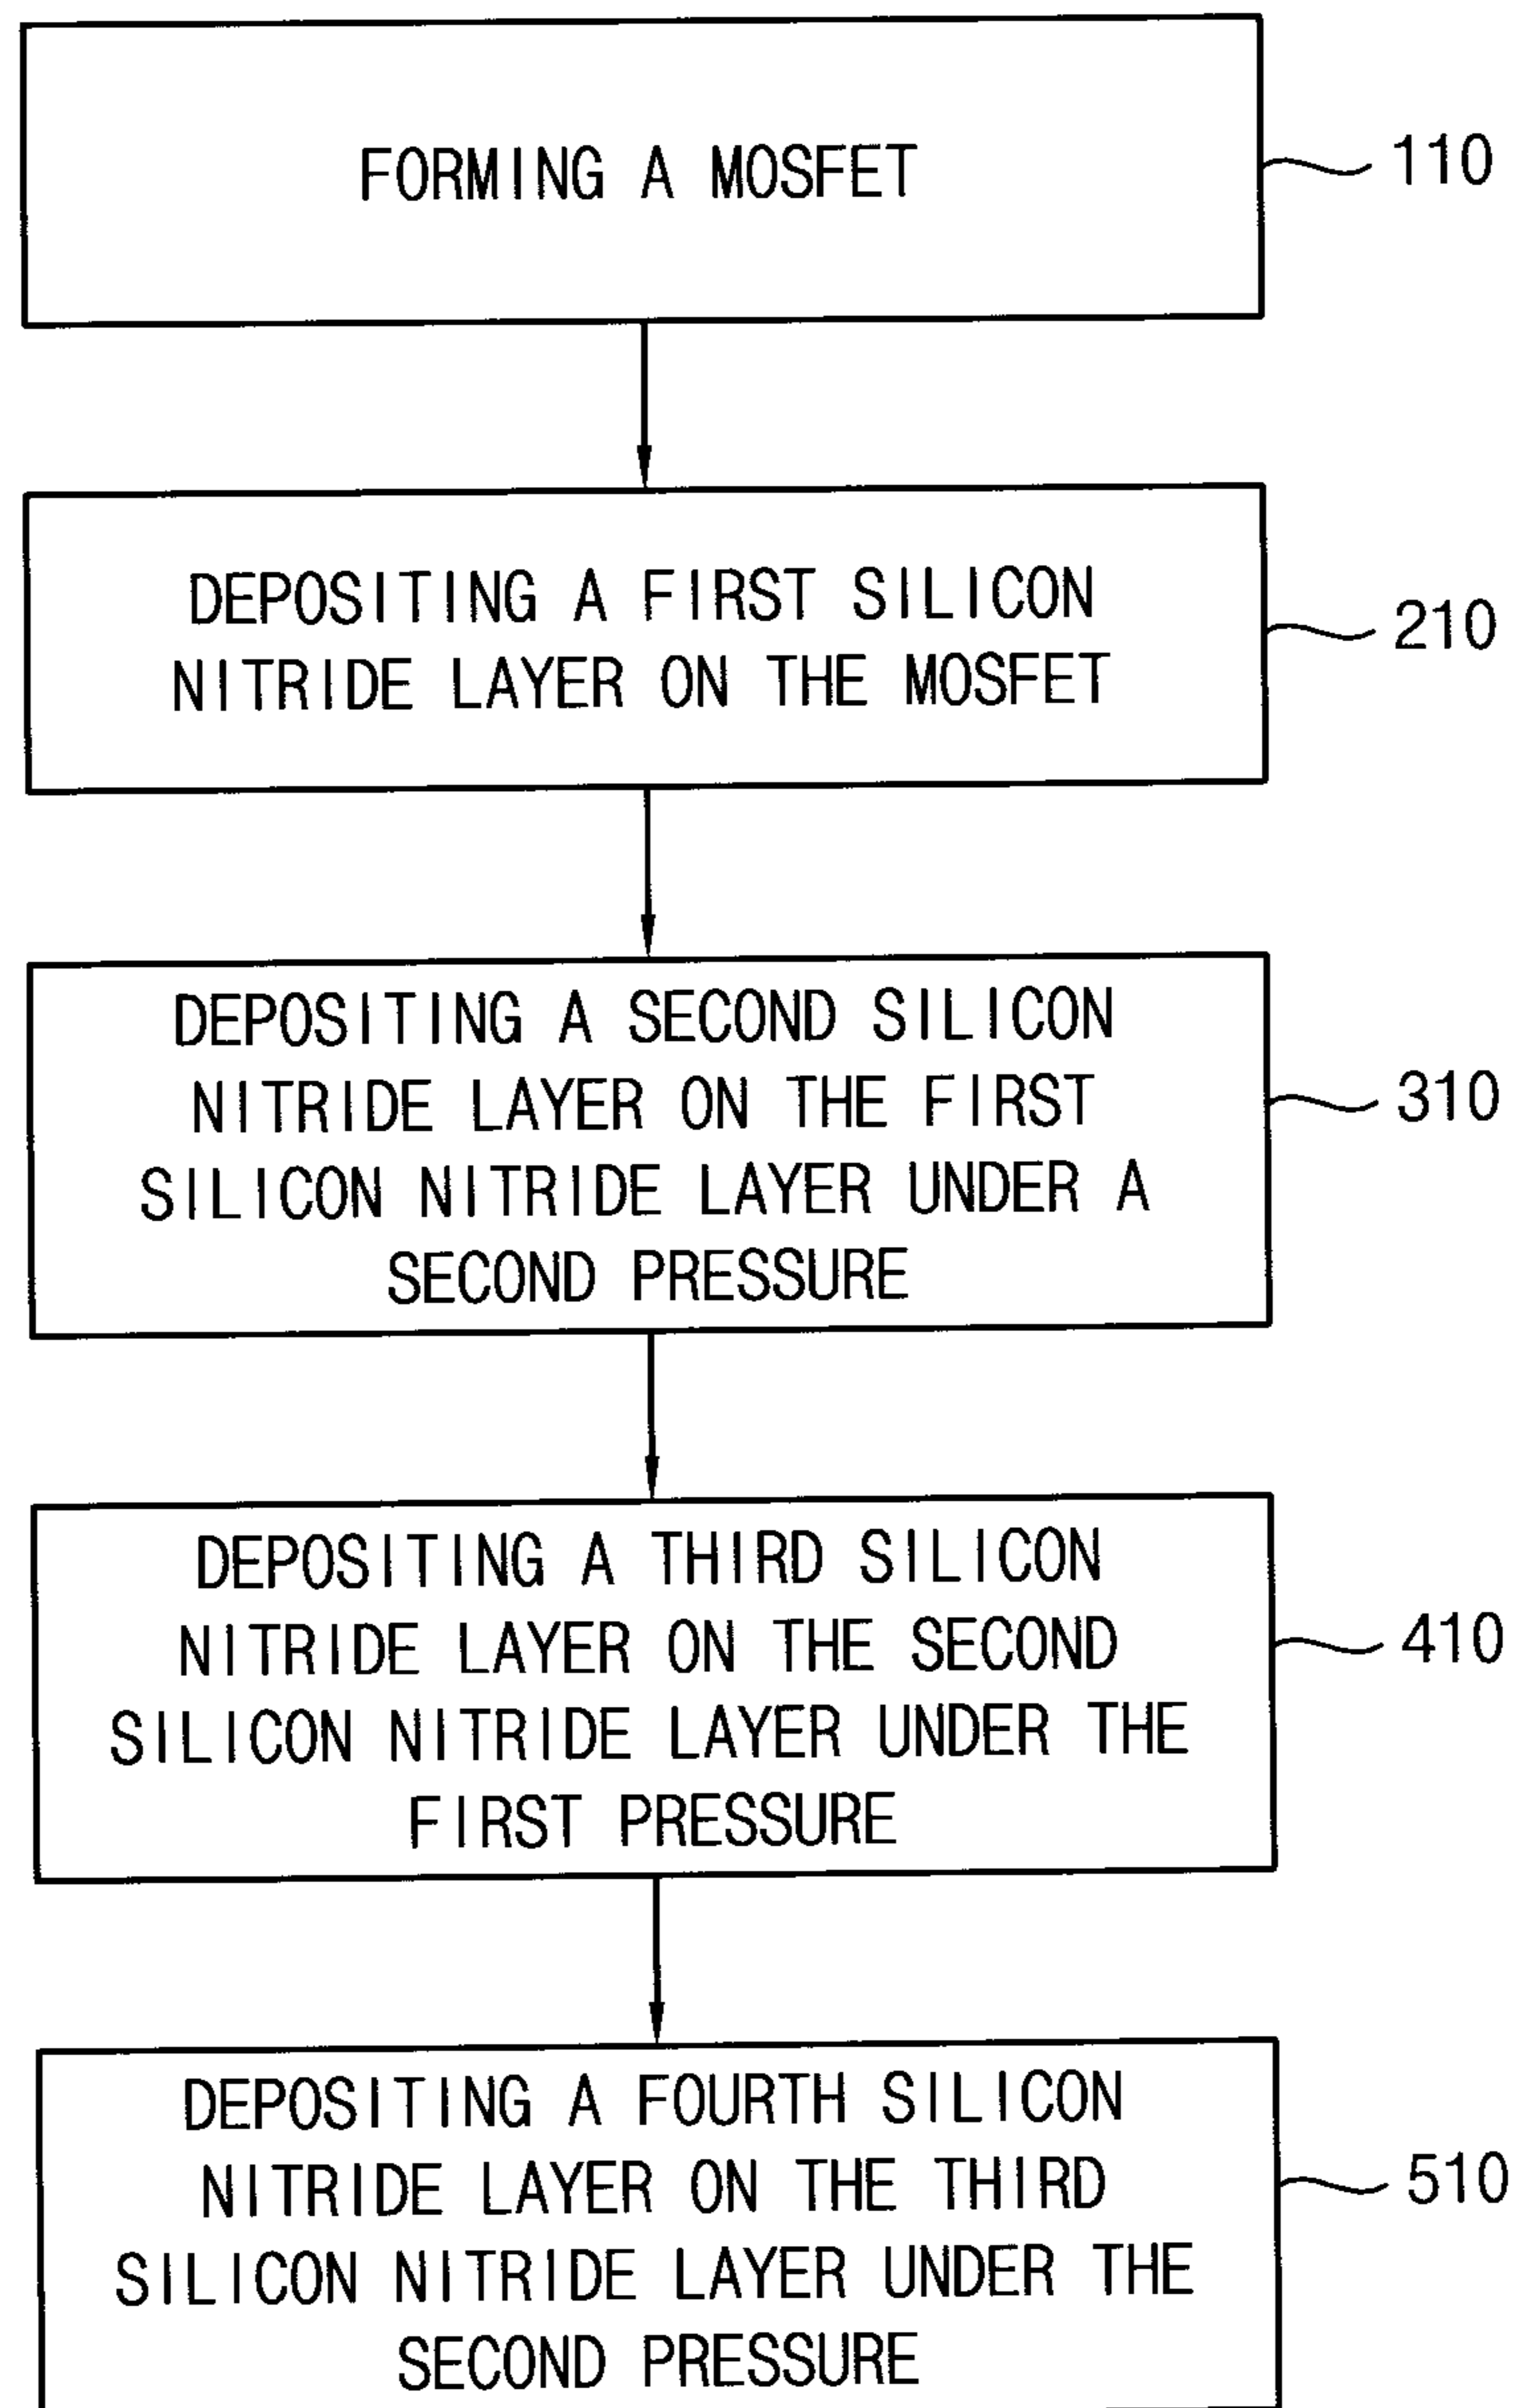 FORMING A MOSFET
110
DEPOSITING A FIRST SILICON
NITRIDE LAYER ON THE MOSFET
210
DEPOSITING A SECOND SILICON
NITRIDE LAYER ON THE FIRST
SILICON NITRIDE LAYER UNDER A
SECOND PRESSURE
310
DEPOSITING A THIRD SILICON
NITRIDE LAYER ON THE SECOND
SILICON NITRIDE LAYER UNDER THE
FIRST PRESSURE
410
DEPOSITING A FOURTH SILICON
NITRIDE LAYER ON THE THIRD
SILICON NITRIDE LAYER UNDER THE
SECOND PRESSURE
510